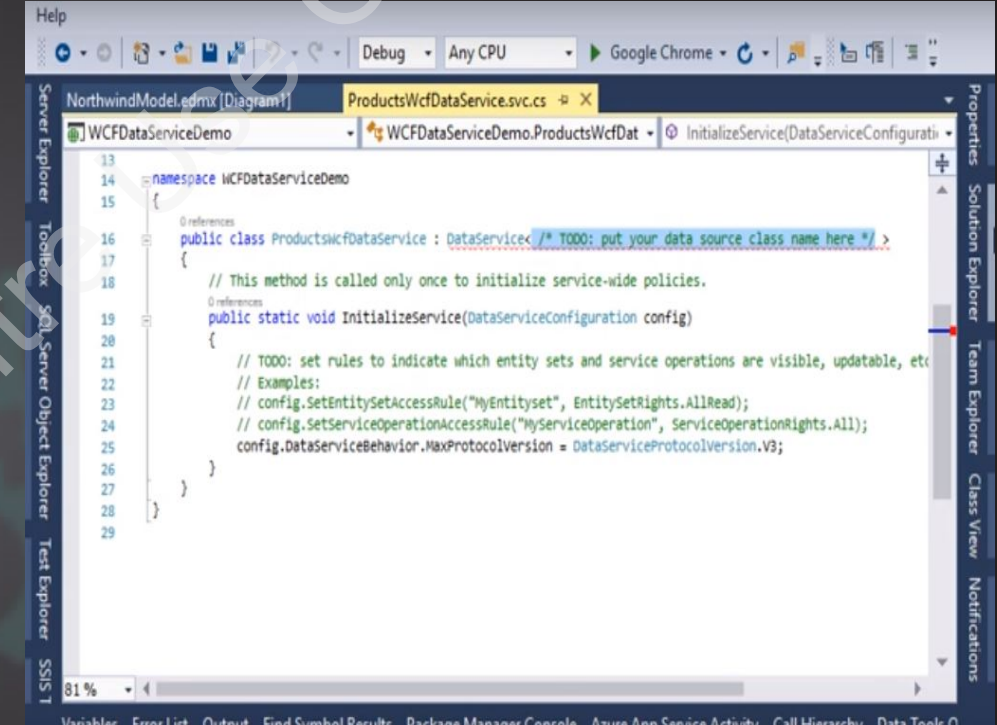 Help
Debug Any CPU Google Chrome
NorthwindModel.edmx [Diagram1] ProductsWcfDataService.svc.cs
WCFDataServiceDemo WCFDataServiceDemo.ProductsWcfDat InitializeService(DataServiceConfigurati
13
14 namespace WCFDataServiceDemo
15 {
0 references
16 public class ProductsWcfDataService : DataService< /* TODO: put your data source class name here */ >
17 {
18 // This method is called only once to initialize service-wide policies.
0 references
19 public static void InitializeService(DataServiceConfiguration config)
20 {
21 // TODO: set rules to indicate which entity sets and service operations are visible, updatable, etc
22 // Examples:
23 // config.SetEntitySetAccessRule("MyEntityset", EntitySetRights.AllRead);
24 // config.SetServiceOperationAccessRule("MyServiceOperation", ServiceOperationRights.All);
25 config.DataServiceBehavior.MaxProtocolVersion = DataServiceProtocolVersion.V3;
26 }
27 }
28 }
29
81 %
Variables Error List Output Find Symbol Results Package Manager Console Azure App Service Activity Call Hierarchy Data Tools O
Server Explorer
Toolbox
SQL Server Object Explorer
Test Explorer
SSIS T
Properties
Solution Explorer
Team Explorer
Class View
Notifications